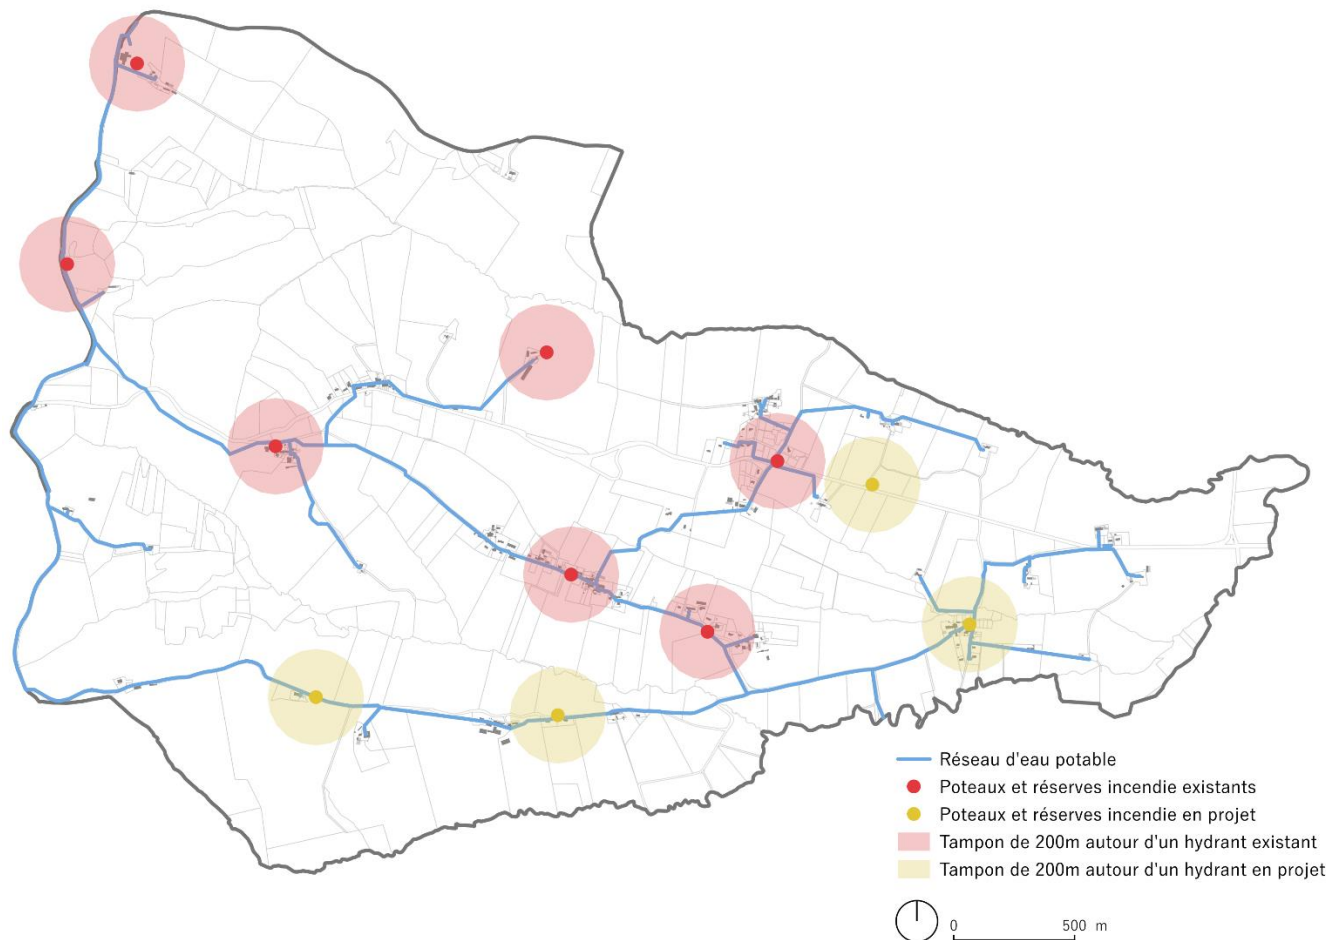 Réseau d'eau potable
Poteaux et réserves incendie existants
Poteaux et réserves incendie en projet
Tampon de 200m autour d'un hydrant existant
Tampon de 200m autour d'un hydrant en projet
0 500 m